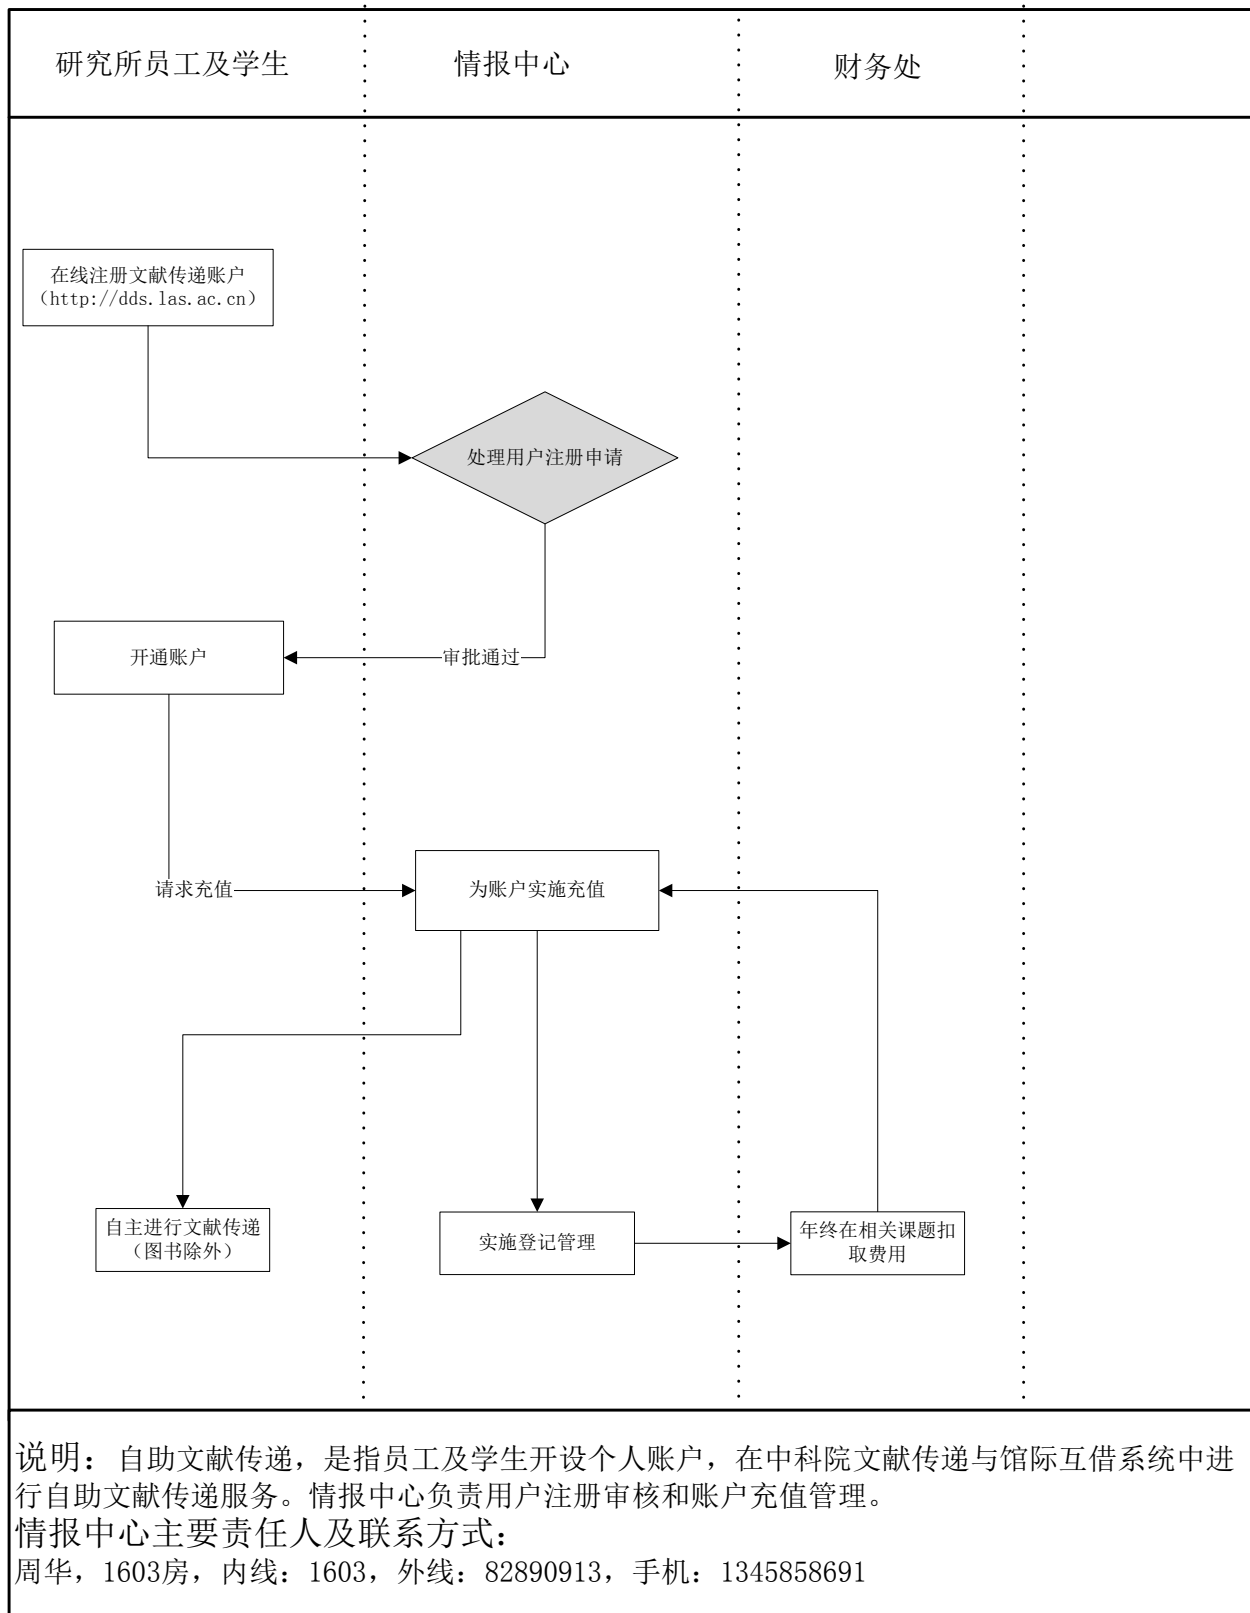 研究所员工及学生
情报中心
财务处
在线注册文献传递账户
（http://dds.las.ac.cn）
处理用户注册申请
开通账户
审批通过
请求充值
为账户实施充值
自主进行文献传递
（图书除外）
实施登记管理
年终在相关课题扣
取费用
说明：自助文献传递，是指员工及学生开设个人账户，在中科院文献传递与馆际互借系统中进
行自助文献传递服务。情报中心负责用户注册审核和账户充值管理。
情报中心主要责任人及联系方式：
周华，1603房，内线：1603，外线：82890913，手机：1345858691